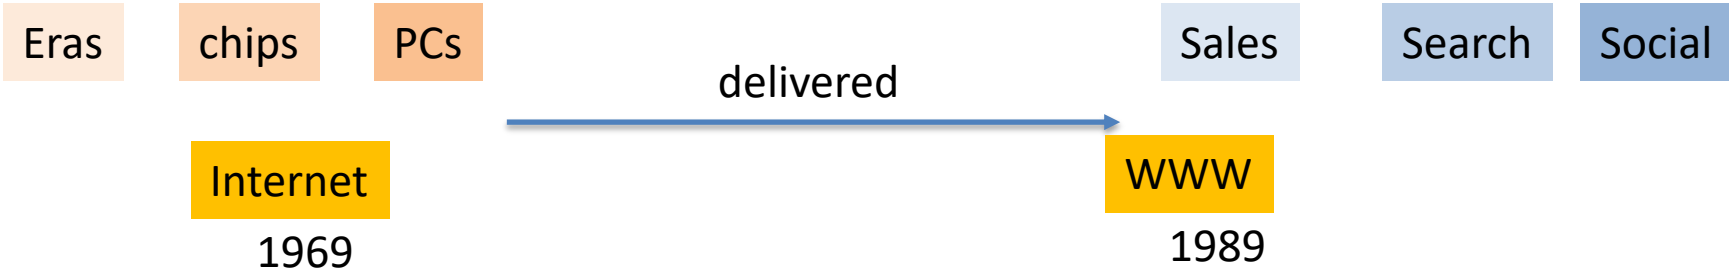 Eras
chips
PCs
delivered
Sales
Search
Social
Internet
WWW
1969
1989